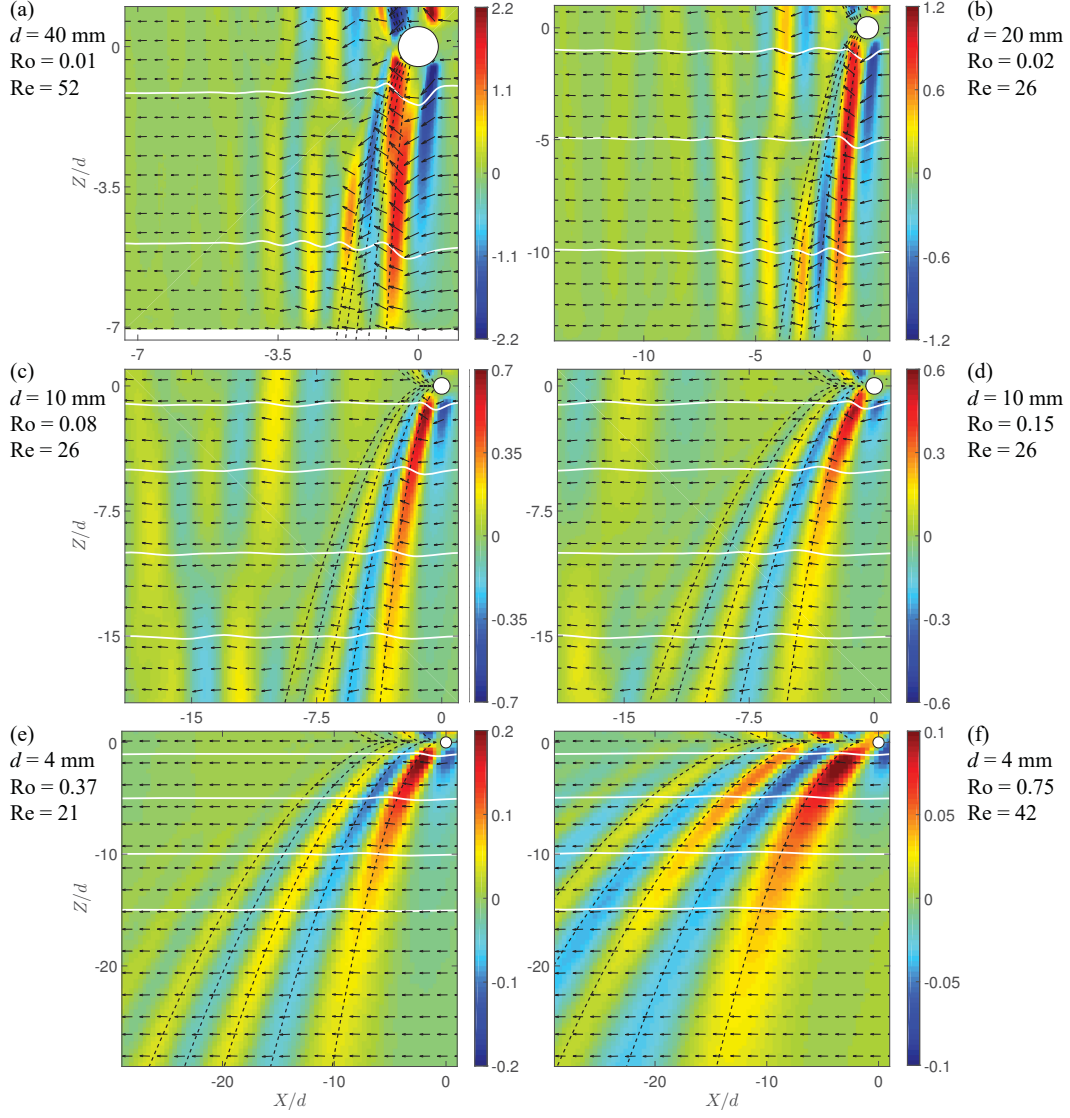 (a)
d = 40 mm
Ro = 0.01
Re = 52
Z/d
0
-3.5
-7
-7
-3.5
0
2.2
1.1
0
-1.1
-2.2
(b)
d = 20 mm
Ro = 0.02
Re = 26
0
-5
-10
-10
-5
0
1.2
0.6
0
-0.6
-1.2
(c)
d = 10 mm
Ro = 0.08
Re = 26
Z/d
0
-7.5
-15
-15
-7.5
0
0.7
0.35
0
-0.35
-0.7
(d)
d = 10 mm
Ro = 0.15
Re = 26
0
-7.5
-15
-15
-7.5
0
0.6
0.3
0
-0.3
-0.6
(e)
d = 4 mm
Ro = 0.37
Re = 21
Z/d
0
-10
-20
-20
-10
0
X/d
0.2
0.1
0
-0.1
-0.2
(f)
d = 4 mm
Ro = 0.75
Re = 42
0
-10
-20
-20
-10
0
X/d
0.1
0.05
0
-0.05
-0.1